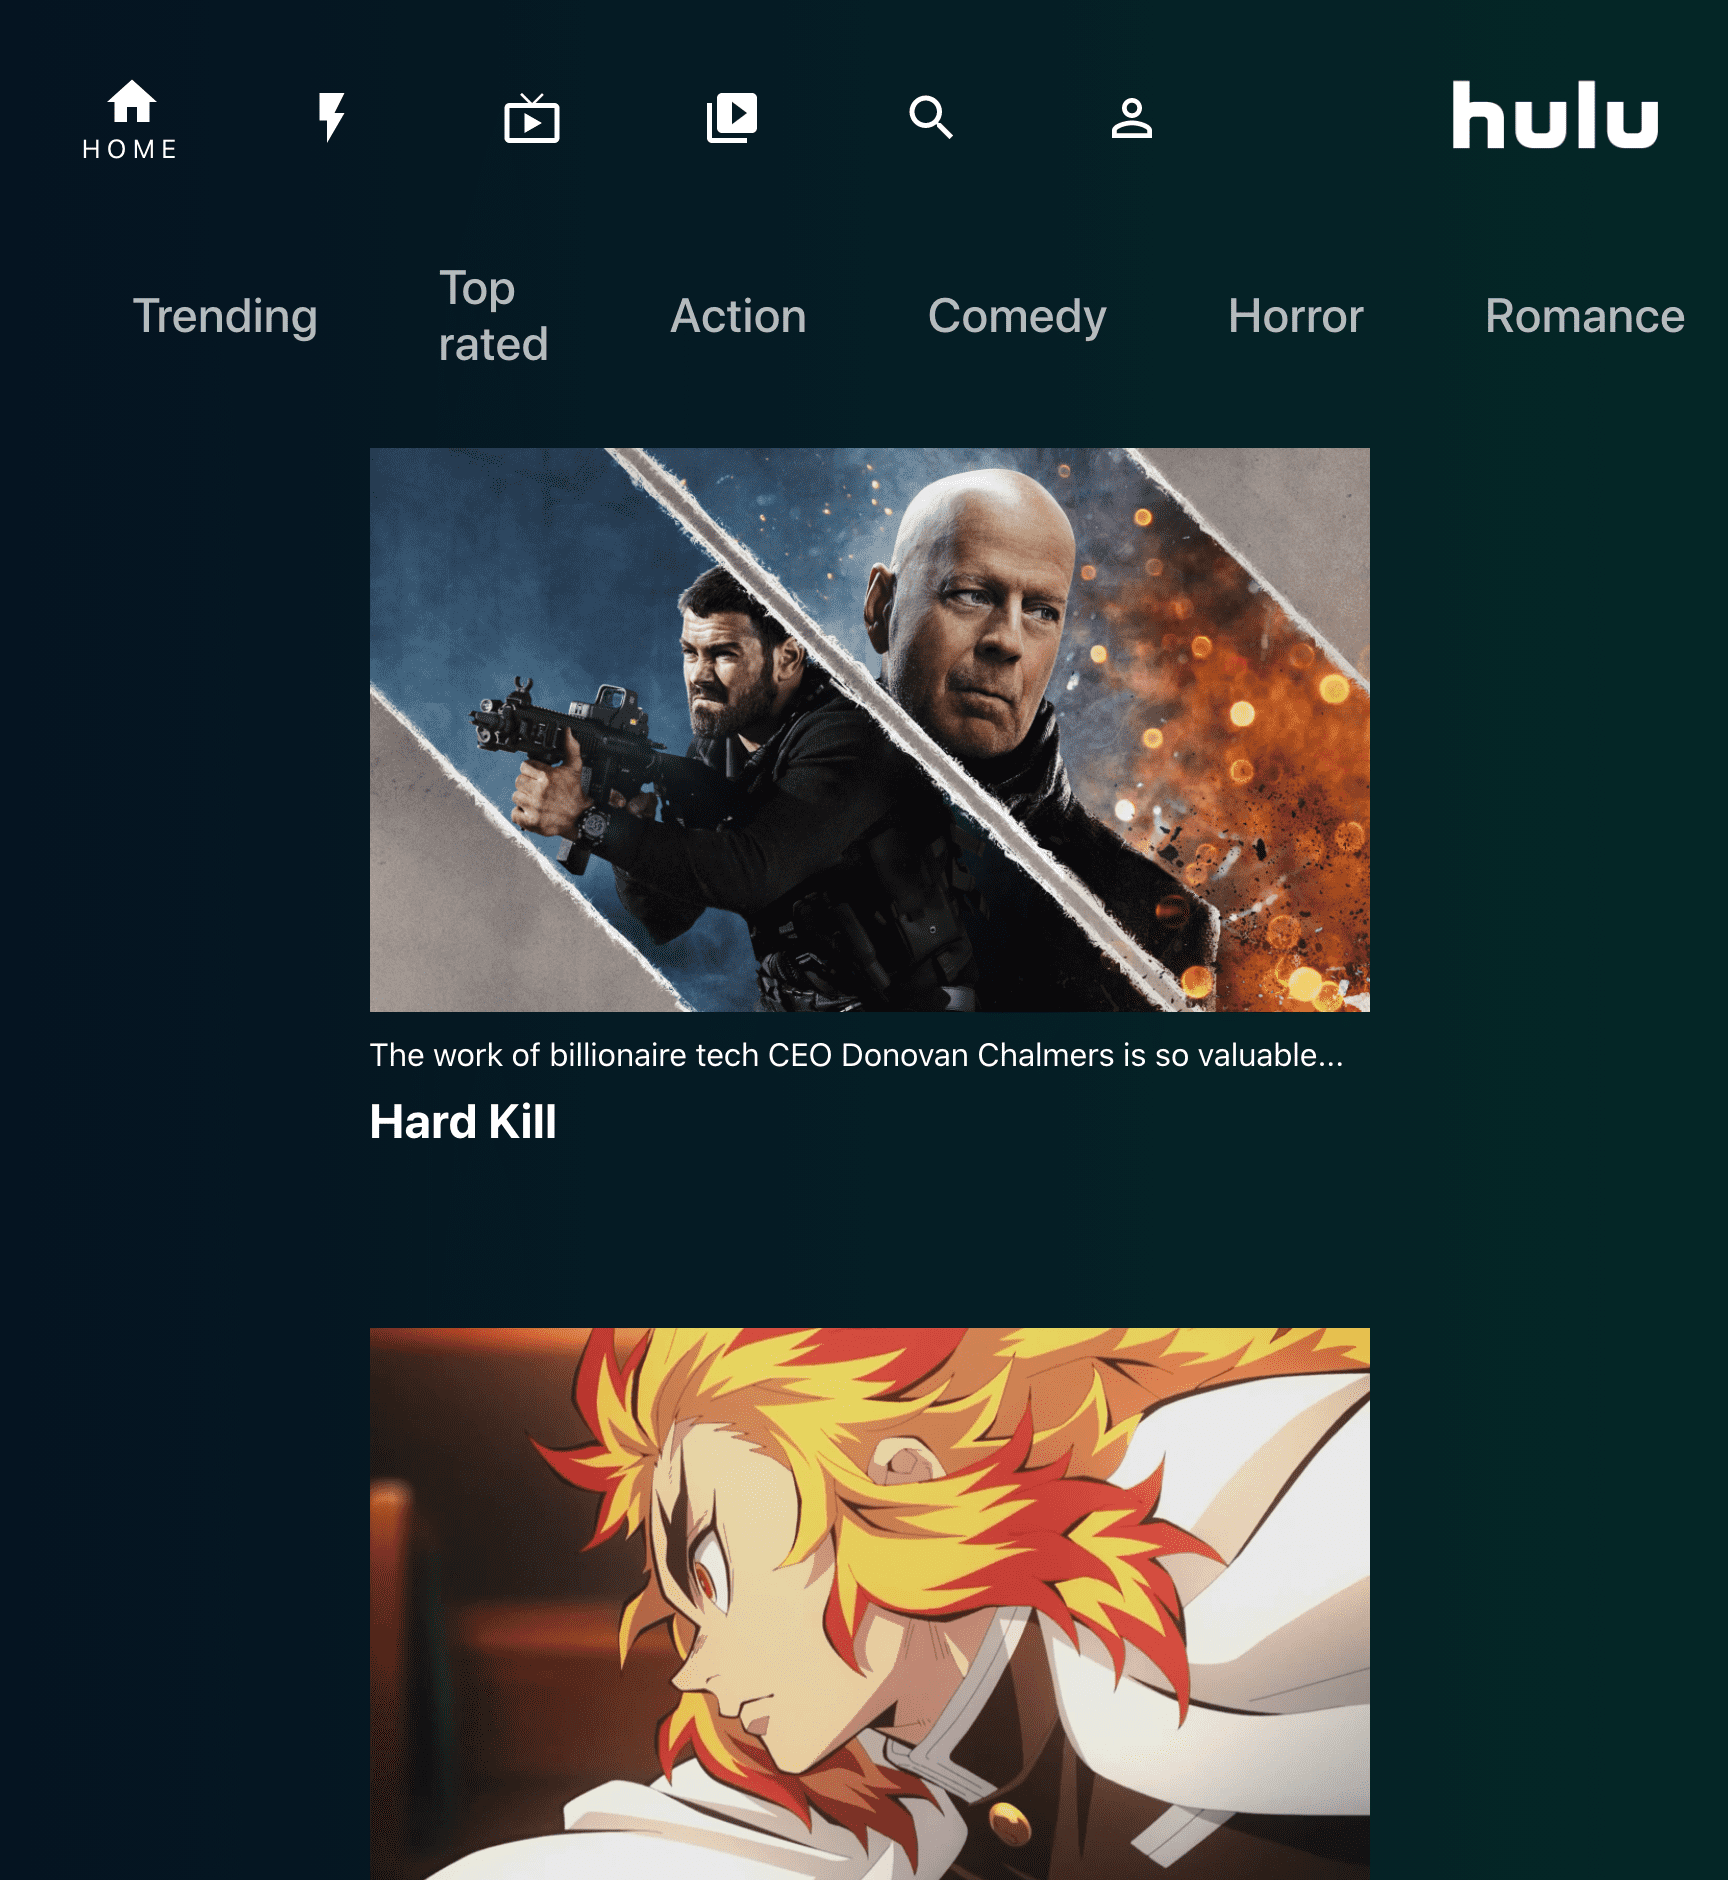 HOME
hulu
Trending
Top
rated
Action
Comedy
Horror
Romance
The work of billionaire tech CEO Donovan Chalmers is so valuable...
Hard Kill